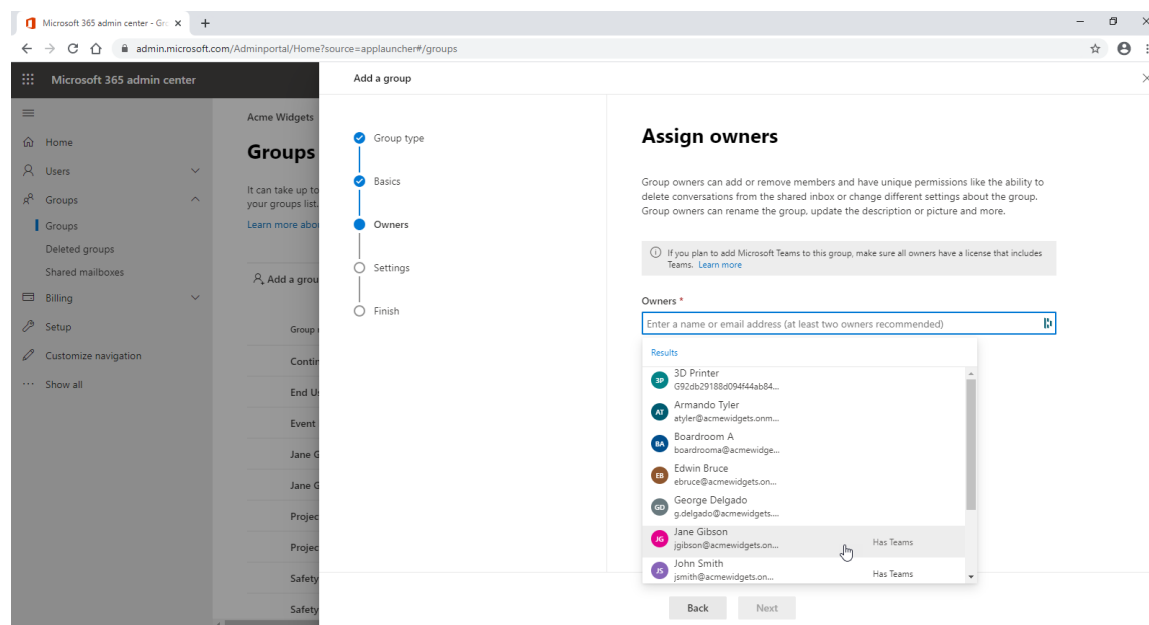 Microsoft 365 admin center - Gr
admin.microsoft.com/Adminportal/Home?source=applauncher#/groups
Microsoft 365 admin center
Home
Users
Groups
Groups
Deleted groups
Shared mailboxes
Billing
Setup
Customize navigation
Show all
Acme Widgets
Groups
It can take up to
your groups list.
Learn more abou
Add a grou
Group
Contin
End U
Event
Jane G
Jane G
Projec
Projec
Safety
Safety
Add a group
Group type
Basics
Owners
Settings
Finish
Assign owners
Group owners can add or remove members and have unique permissions like the ability to
delete conversations from the shared inbox or change different settings about the group.
Group owners can rename the group, update the description or picture and more.
If you plan to add Microsoft Teams to this group, make sure all owners have a license that includes
Teams. Learn more
Owners *
Enter a name or email address (at least two owners recommended)
Results
3P 3D Printer
G92db29188d094f44ab84...
AT Armando Tyler
atyler@acmewidgets.onm...
BA Boardroom A
boardrooma@acmewidge...
EB Edwin Bruce
ebruce@acmewidgets.on...
GD George Delgado
g.delgado@acmewidgets....
JG Jane Gibson
jgibson@acmewidgets.on...
Has Teams
JS John Smith
jsmith@acmewidgets.on...
Has Teams
Back
Next